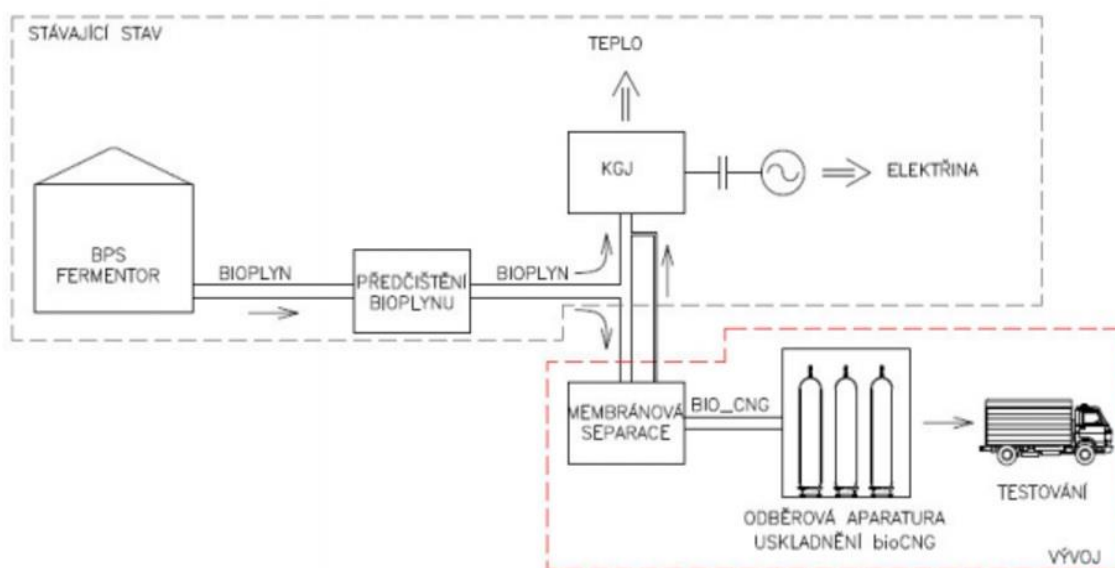 STÁVAJÍCÍ STAV
TEPLO
KGJ
ELEKTŘINA
BPS
FERMENTOR
BIOPLYN
PŘEDČIŠTĚNÍ
BIOPLYNU
BIOPLYN
MEMBRÁNOVÁ
SEPARACE
BIO_CNG
ODBĚROVÁ APARATURA
USKLADNĚNÍ bioCNG
TESTOVÁNÍ
VÝVOJ